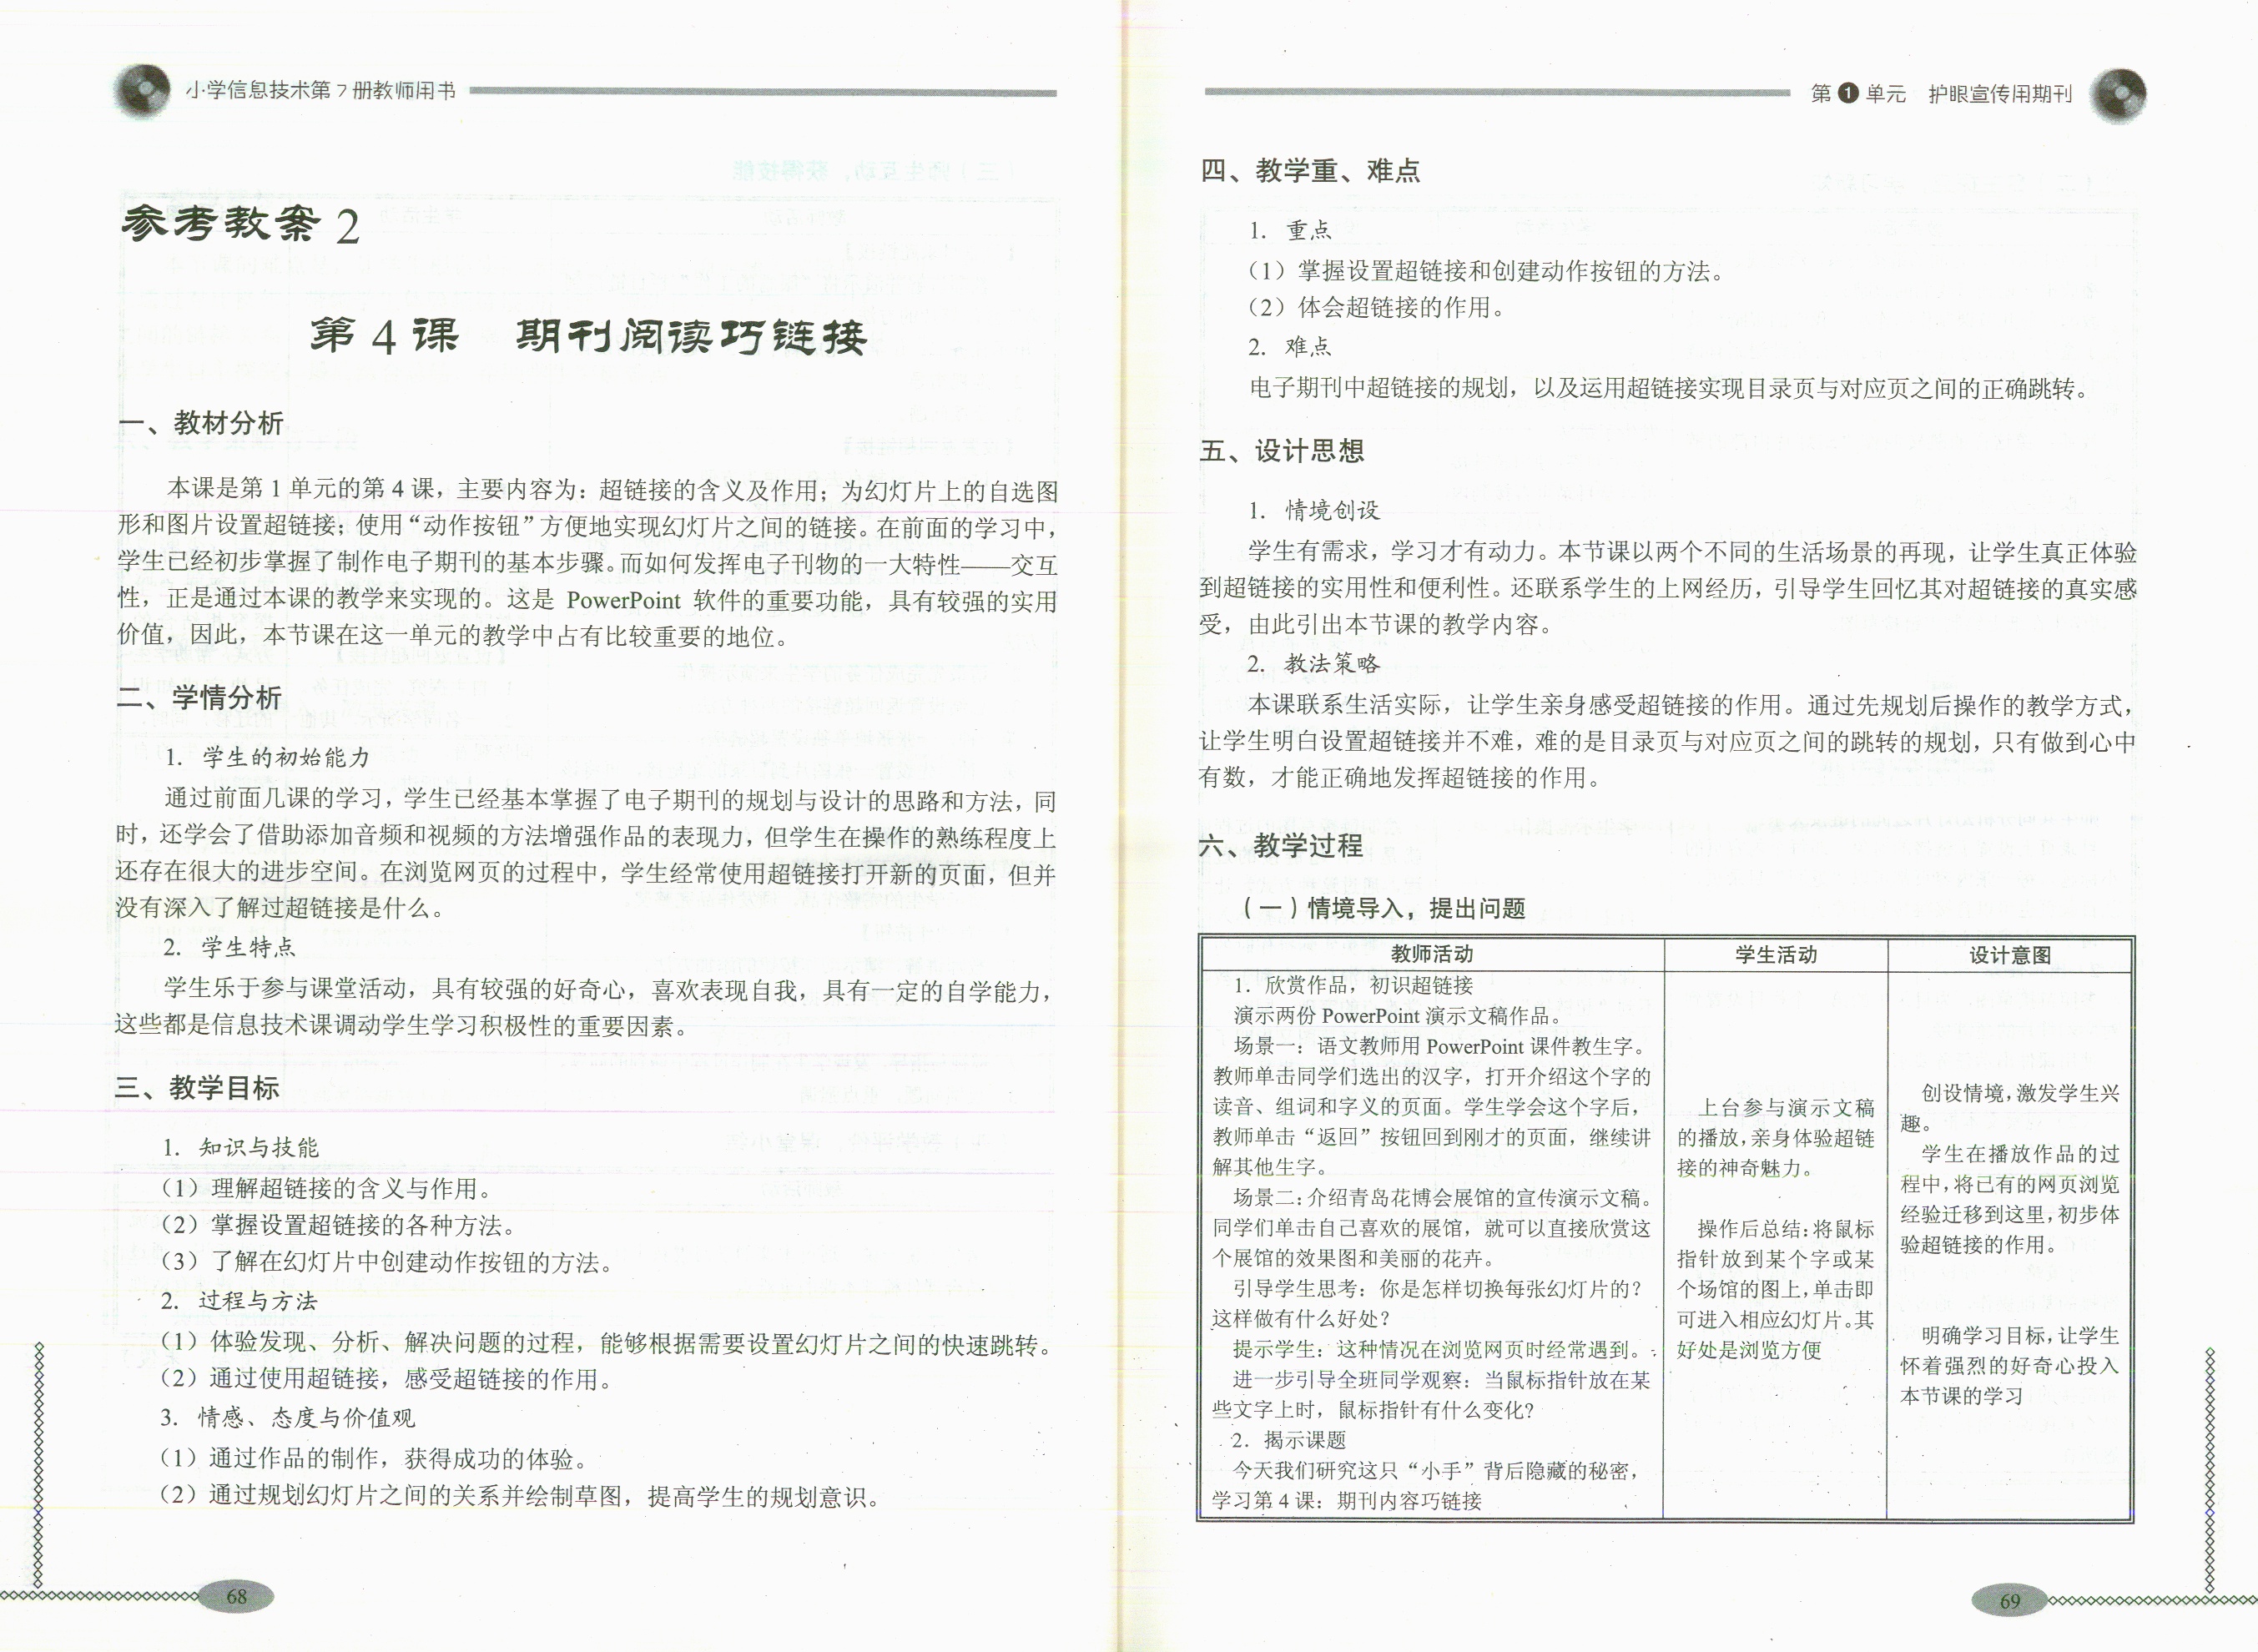 小学信息技术第7册教师用书
参考教案 2
第 4 课　期刊阅读巧链接
一、教材分析
本课是第 1 单元的第 4 课，主要内容为：超链接的含义及作用；为幻灯片上的自选图
形和图片设置超链接；使用“动作按钮”方便地实现幻灯片之间的链接。在前面的学习中，
学生已经初步掌握了制作电子期刊的基本步骤。而如何发挥电子刊物的一大特性——交互
性，正是通过本课的教学来实现的。这是 PowerPoint 软件的重要功能，具有较强的实用
价值，因此，本节课在这一单元的教学中占有比较重要的地位。
二、学情分析
1. 学生的初始能力
通过前面几课的学习，学生已经基本掌握了电子期刊的规划与设计的思路和方法，同
时，还学会了借助添加音频和视频的方法增强作品的表现力，但学生在操作的熟练程度上
还存在很大的进步空间。在浏览网页的过程中，学生经常使用超链接打开新的页面，但并
没有深入了解过超链接是什么。
2. 学生特点
学生乐于参与课堂活动，具有较强的好奇心，喜欢表现自我，具有一定的自学能力，
这些都是信息技术课调动学生学习积极性的重要因素。
三、教学目标
1. 知识与技能
（1）理解超链接的含义与作用。
（2）掌握设置超链接的各种方法。
（3）了解在幻灯片中创建动作按钮的方法。
2. 过程与方法
（1）体验发现、分析、解决问题的过程，能够根据需要设置幻灯片之间的快速跳转。
（2）通过使用超链接，感受超链接的作用。
3. 情感、态度与价值观
（1）通过作品的制作，获得成功的体验。
（2）通过规划幻灯片之间的关系并绘制草图，提高学生的规划意识。
68
第 1 单元　护眼宣传用期刊
四、教学重、难点
1. 重点
（1）掌握设置超链接和创建动作按钮的方法。
（2）体会超链接的作用。
2. 难点
电子期刊中超链接的规划，以及运用超链接实现目录页与对应页之间的正确跳转。
五、设计思想
1. 情境创设
学生有需求，学习才有动力。本节课以两个不同的生活场景的再现，让学生真正体验
到超链接的实用性和便利性。还联系学生的上网经历，引导学生回忆其对超链接的真实感
受，由此引出本节课的教学内容。
2. 教法策略
本课联系生活实际，让学生亲身感受超链接的作用。通过先规划后操作的教学方式，
让学生明白设置超链接并不难，难的是目录页与对应页之间的跳转的规划，只有做到心中
有数，才能正确地发挥超链接的作用。
六、教学过程
（一）情境导入，提出问题
教师活动
1. 欣赏作品，初识超链接
演示两份 PowerPoint 演示文稿作品。
场景一：语文教师用 PowerPoint 课件教生字。
教师单击同学们选出的汉字，打开介绍这个字的
读音、组词和字义的页面。学生学会这个字后，
教师单击“返回”按钮回到刚才的页面，继续讲
解其他生字。
场景二：介绍青岛花博会展馆的宣传演示文稿。
同学们单击自己喜欢的展馆，就可以直接欣赏这
个展馆的效果图和美丽的花卉。
引导学生思考：你是怎样切换每张幻灯片的？
这样做有什么好处？
提示学生：这种情况在浏览网页时经常遇到。
进一步引导全班同学观察：当鼠标指针放在某
些文字上时，鼠标指针有什么变化？
2. 揭示课题
今天我们研究这只“小手”背后隐藏的秘密，
学习第 4 课：期刊内容巧链接
学生活动
上台参与演示文稿
的播放，亲身体验超链
接的神奇魅力。
操作后总结：将鼠标
指针放到某个字或某
个场馆的图上，单击即
可进入相应幻灯片。其
好处是浏览方便
设计意图
创设情境，激发学生兴
趣。
学生在播放作品的过
程中，将已有的网页浏览
经验迁移到这里，初步体
验超链接的作用。
明确学习目标，让学生
怀着强烈的好奇心投入
本节课的学习
69